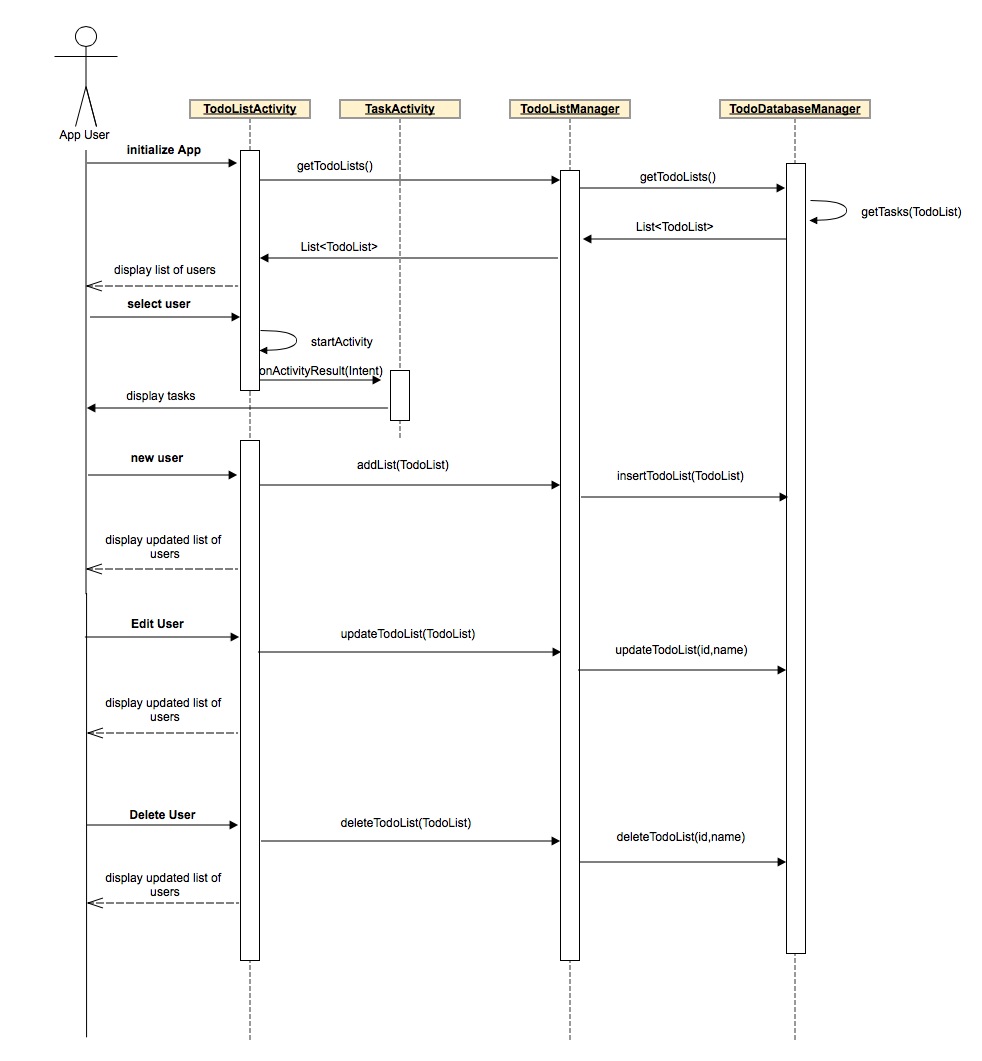 TodoListActivity
TaskActivity
TodoListManager
TodoDatabaseManager
App User
initialize App
getTodoLists()
getTodoLists()
getTasks(TodoList)
List<TodoList>
List<TodoList>
display list of users
select user
startActivity
onActivityResult(Intent)
display tasks
new user
addList(TodoList)
insertTodoList(TodoList)
display updated list of
users
Edit User
updateTodoList(TodoList)
updateTodoList(id,name)
display updated list of
users
Delete User
deleteTodoList(TodoList)
deleteTodoList(id,name)
display updated list of
users